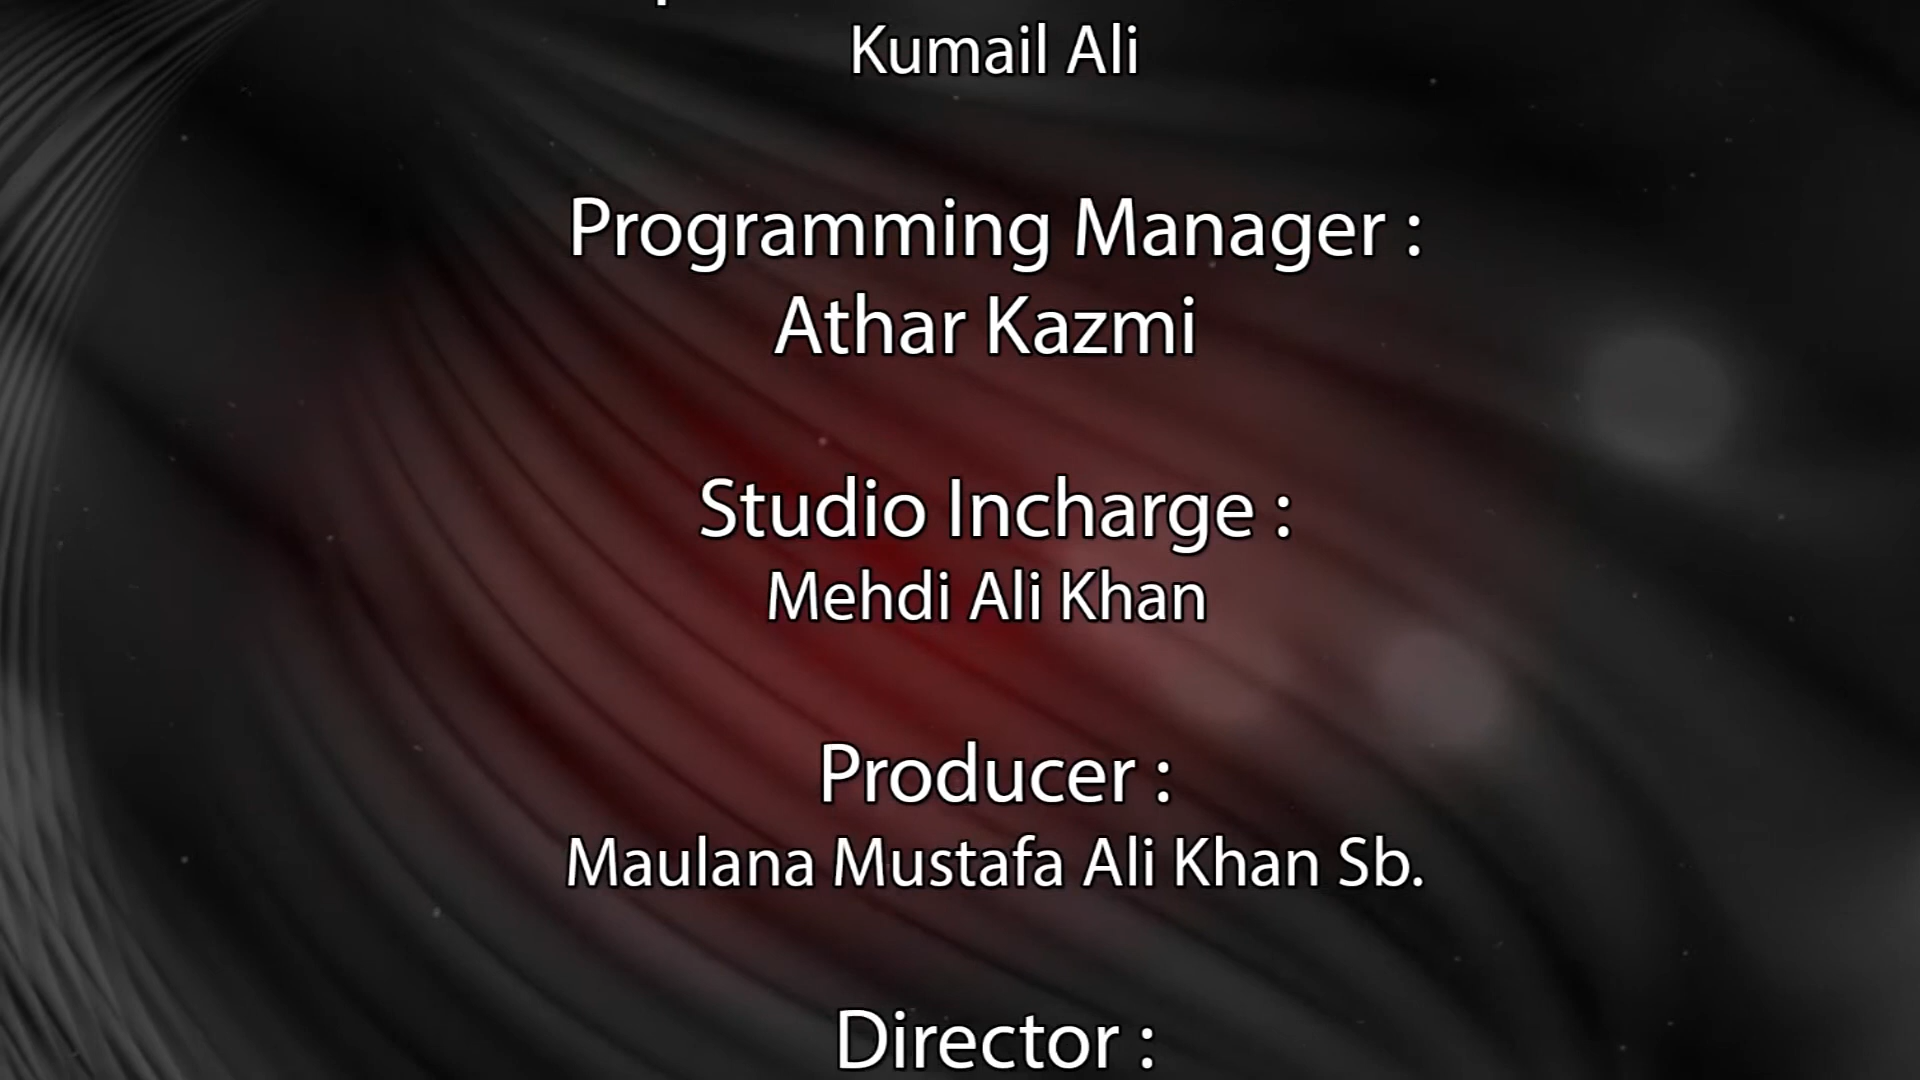 Kumail Ali
Programming Manager :
Athar Kazmi
Studio Incharge :
Mehdi Ali Khan
Producer :
Maulana Mustafa Ali Khan Sb.
Director :